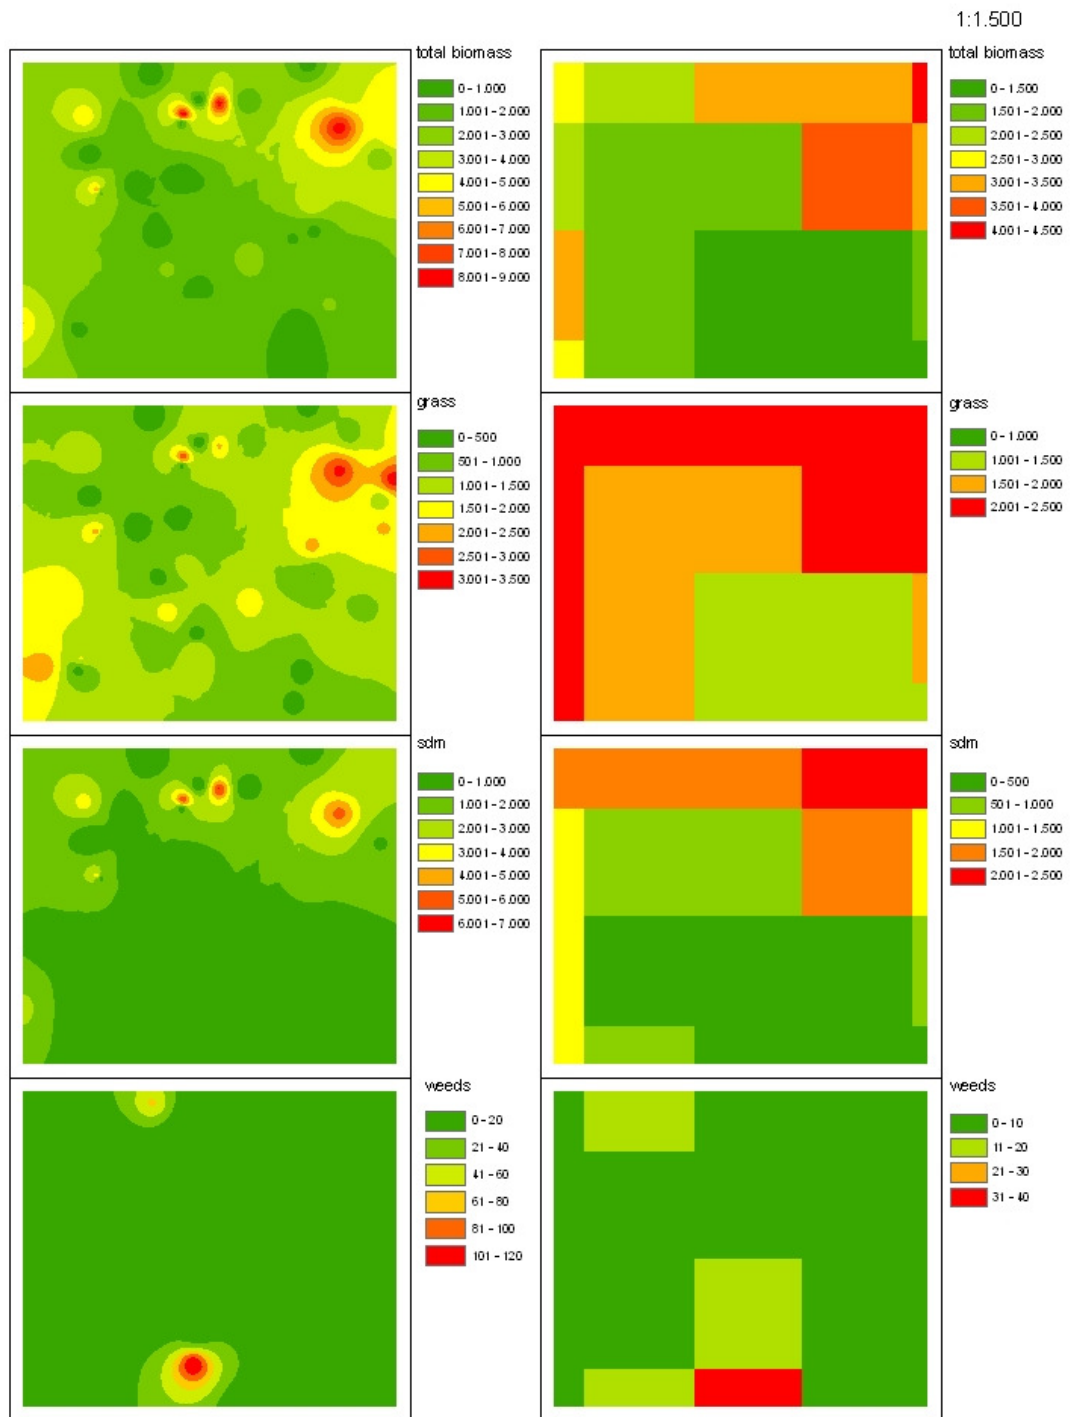 1:1.500
total biomass
0 - 1.000
1.001 - 2.000
2.001 - 3.000
3.001 - 4.000
4.001 - 5.000
5.001 - 6.000
6.001 - 7.000
7.001 - 8.000
8.001 - 9.000
total biomass
0 - 1.500
1.501 - 2.000
2.001 - 2.500
2.501 - 3.000
3.001 - 3.500
3.501 - 4.000
4.001 - 4.500
grass
0 - 500
501 - 1.000
1.001 - 1.500
1.501 - 2.000
2.001 - 2.500
2.501 - 3.000
3.001 - 3.500
grass
0 - 1.000
1.001 - 1.500
1.501 - 2.000
2.001 - 2.500
sdm
0 - 1.000
1.001 - 2.000
2.001 - 3.000
3.001 - 4.000
4.001 - 5.000
5.001 - 6.000
6.001 - 7.000
sdm
0 - 500
501 - 1.000
1.001 - 1.500
1.501 - 2.000
2.001 - 2.500
weeds
0 - 20
21 - 40
41 - 60
61 - 80
81 - 100
101 - 120
weeds
0 - 10
11 - 20
21 - 30
31 - 40